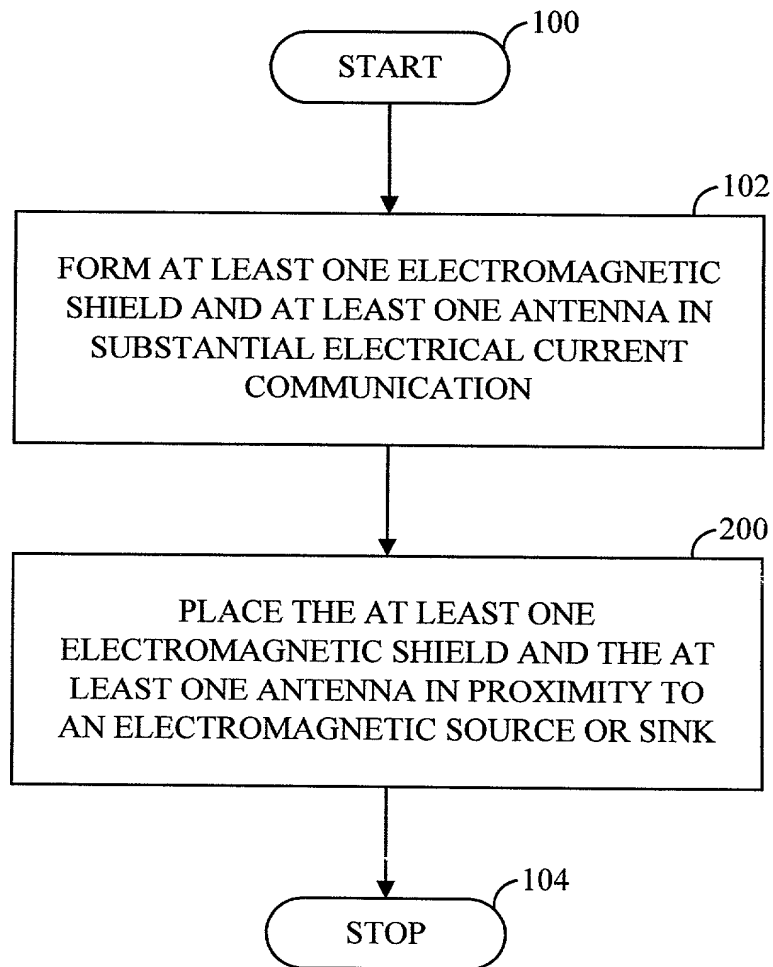 100
START
102
FORM AT LEAST ONE ELECTROMAGNETIC
SHIELD AND AT LEAST ONE ANTENNA IN
SUBSTANTIAL ELECTRICAL CURRENT
COMMUNICATION
200
PLACE THE AT LEAST ONE
ELECTROMAGNETIC SHIELD AND THE AT
LEAST ONE ANTENNA IN PROXIMITY TO
AN ELECTROMAGNETIC SOURCE OR SINK
104
STOP